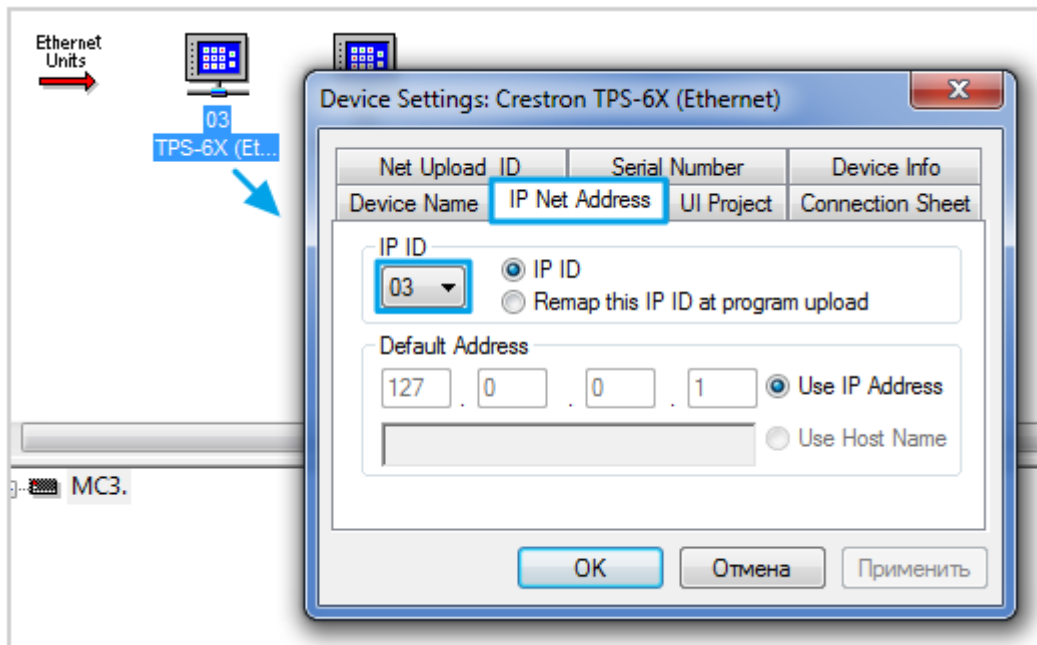 Ethernet
Units
03
TPS-6X (Et...
Device Settings: Crestron TPS-6X (Ethernet)
Net Upload ID Serial Number Device Info
Device Name IP Net Address UI Project Connection Sheet
IP ID
03
IP ID
Remap this IP ID at program upload
Default Address
127 . 0 . 0 . 1 Use IP Address
Use Host Name
MC3.
OK Отмена Применить